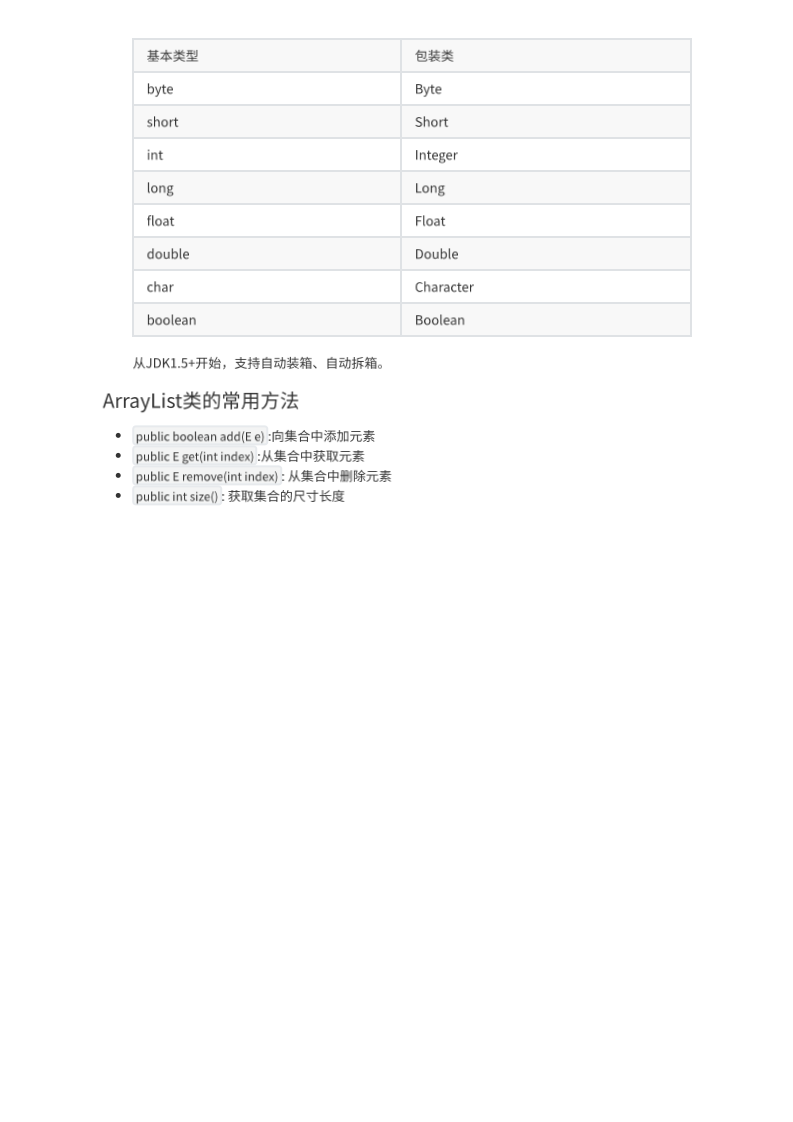 基本类型 包装类
byte Byte
short Short
int Integer
long Long
float Float
double Double
char Character
boolean Boolean
从JDK1.5+开始，支持自动装箱、自动拆箱。
ArrayList类的常用方法
• public boolean add(E e) :向集合中添加元素
• public E get(int index) :从集合中获取元素
• public E remove(int index) : 从集合中删除元素
• public int size() : 获取集合的尺寸长度